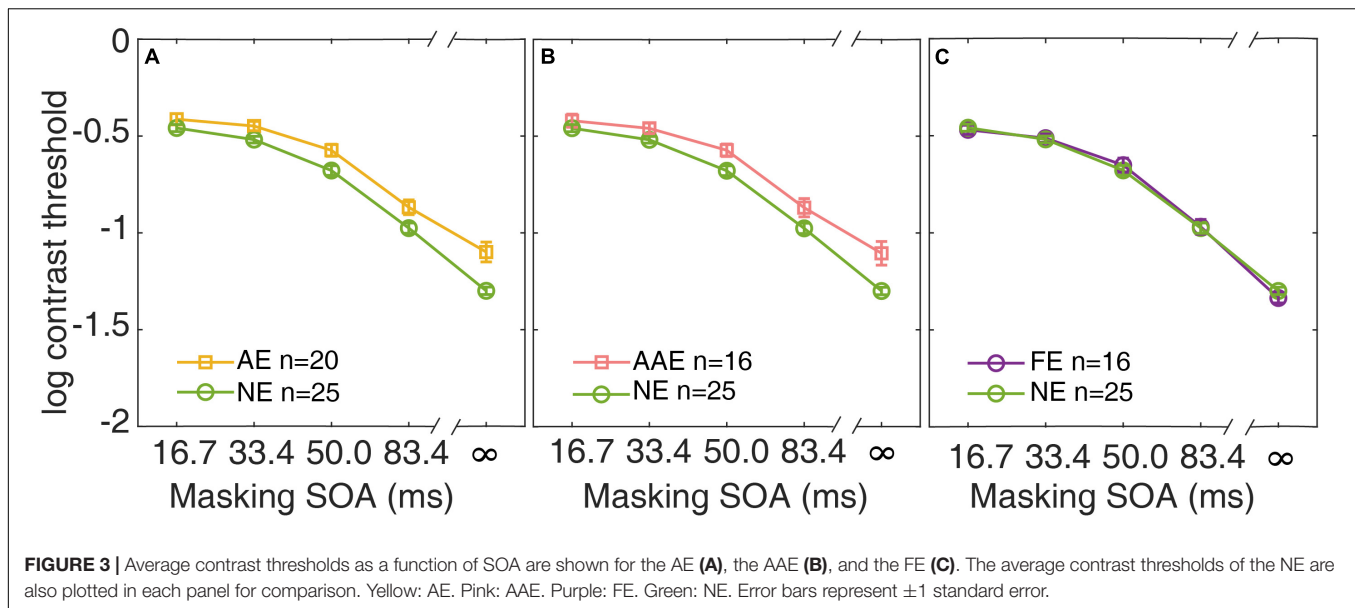 0
-0.5
-1
-1.5
-2
log contrast threshold
A
AE n=20
NE n=25
16.7 33.4 50.0 83.4 ∞
Masking SOA (ms)
B
AAE n=16
NE n=25
16.7 33.4 50.0 83.4 ∞
Masking SOA (ms)
C
FE n=16
NE n=25
16.7 33.4 50.0 83.4 ∞
Masking SOA (ms)
FIGURE 3 | Average contrast thresholds as a function of SOA are shown for the AE (A), the AAE (B), and the FE (C). The average contrast thresholds of the NE are
also plotted in each panel for comparison. Yellow: AE. Pink: AAE. Purple: FE. Green: NE. Error bars represent ±1 standard error.